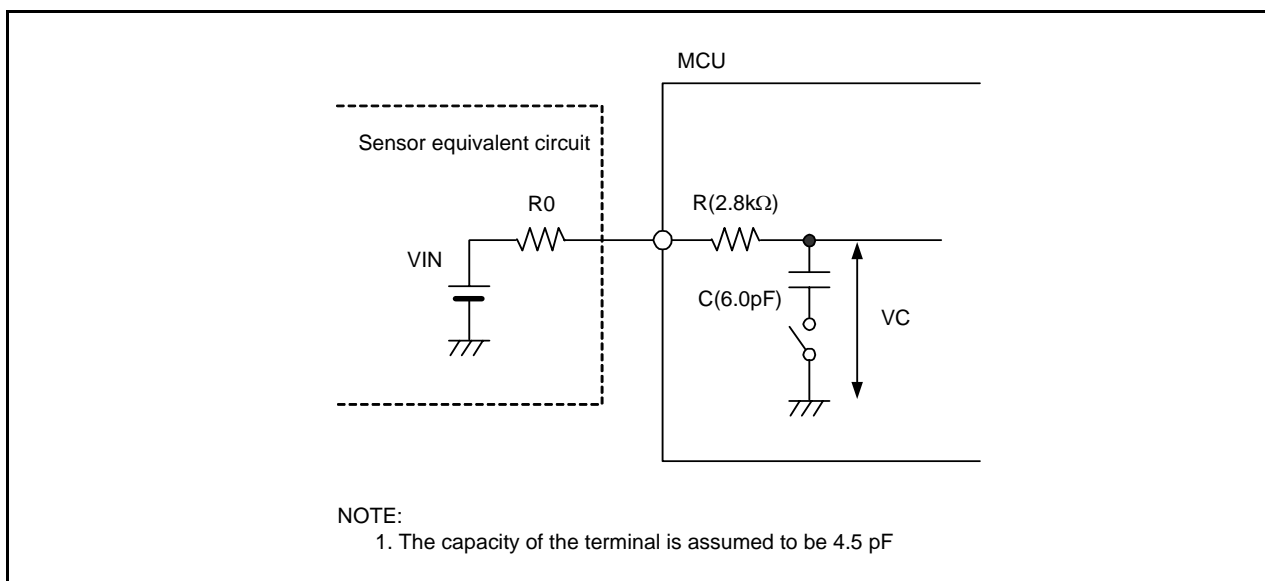 MCU
Sensor equivalent circuit
R0
R(2.8kΩ)
VIN
C(6.0pF)
VC
NOTE:
1. The capacity of the terminal is assumed to be 4.5 pF